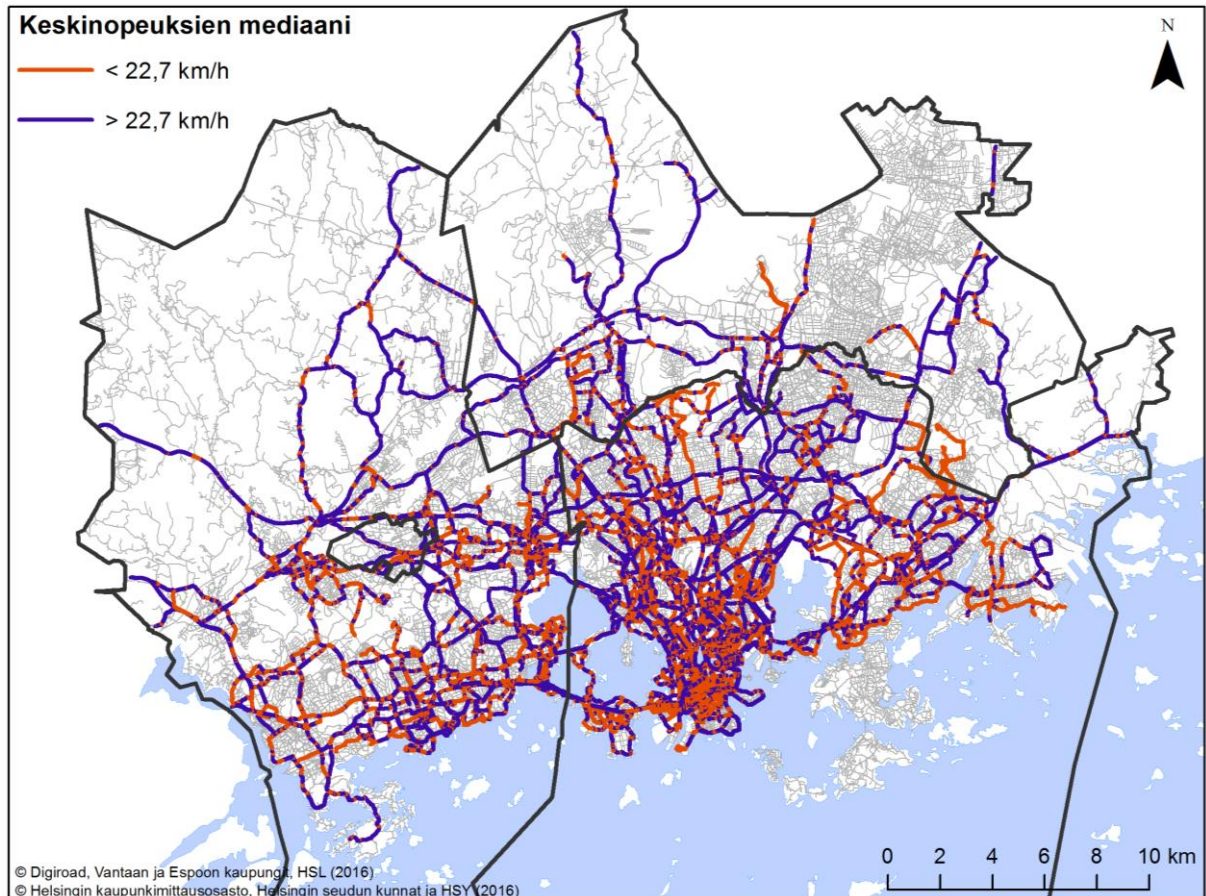 Keskinopeuksien mediaani
< 22,7 km/h
> 22,7 km/h
N
0 2 4 6 8 10 km
© Digiroad, Vantaan ja Espoon kaupungit, HSL (2016)
© Helsingin kaupunkimittausosasto, Helsingin seudun kunnat ja HSY (2016)